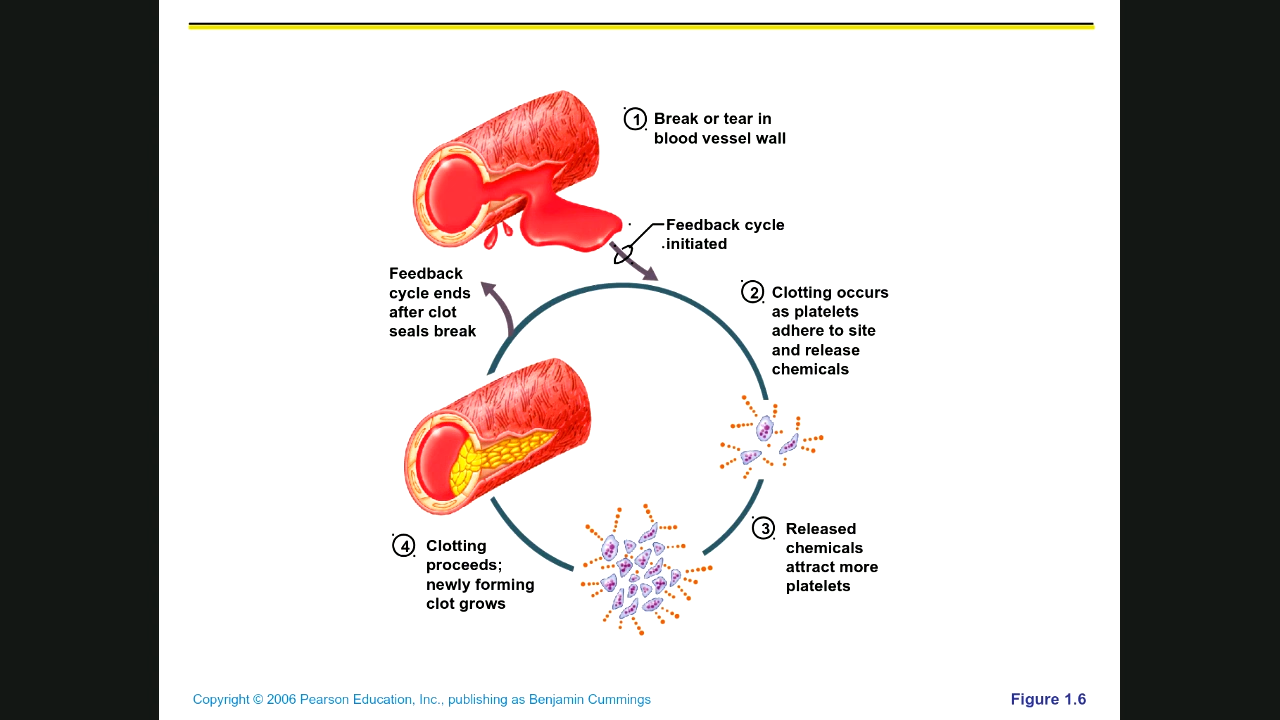 1 Break or tear in
blood vessel wall
Feedback cycle
initiated
Feedback
cycle ends
after clot
seals break
2 Clotting occurs
as platelets
adhere to site
and release
chemicals
3 Released
chemicals
attract more
platelets
4 Clotting
proceeds;
newly forming
clot grows
Copyright © 2006 Pearson Education, Inc., publishing as Benjamin Cummings
Figure 1.6